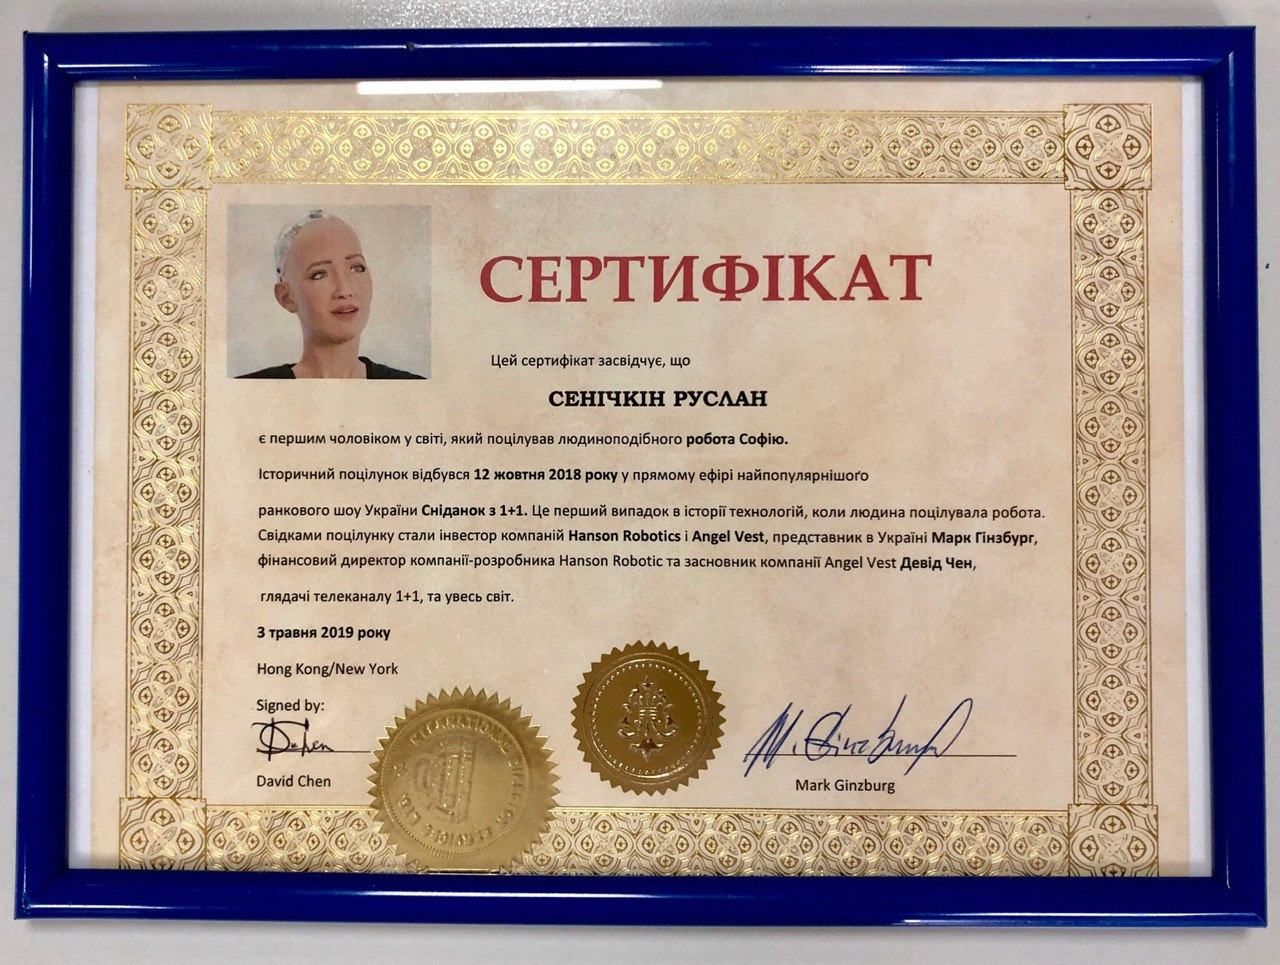 СЕРТИФІКАТ
Цей сертифікат засвідчує, що
СЕНІЧКІН РУСЛАН
є першим чоловіком у світі, який поцілував людиноподібного робота Софію.
Історичний поцілунок відбувся 12 жовтня 2018 року у прямому ефірі найпопулярнішоґо
ранкового шоу України Сніданок з 1+1. Це перший випадок в історії технологій, коли людина поцілувала робота.
Свідками поцілунку стали інвестор компаній Hanson Robotics і Angel Vest, представник в Україні Марк Гінзбург,
фінансовий директор компанії-розробника Hanson Robotic та засновник компанії Angel Vest Девід Чен,
глядачі телеканалу 1+1, та увесь світ.
3 травня 2019 року
Hong Kong/New York
Signed by:
David Chen
Mark Ginzburg
INTERNATIONAL DIRECTOR SERVICE